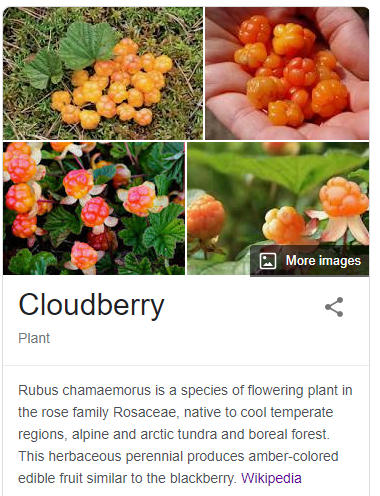 More images
Cloudberry
Plant
Rubus chamaemorus is a species of flowering plant in
the rose family Rosaceae, native to cool temperate
regions, alpine and arctic tundra and boreal forest.
This herbaceous perennial produces amber-colored
edible fruit similar to the blackberry. Wikipedia